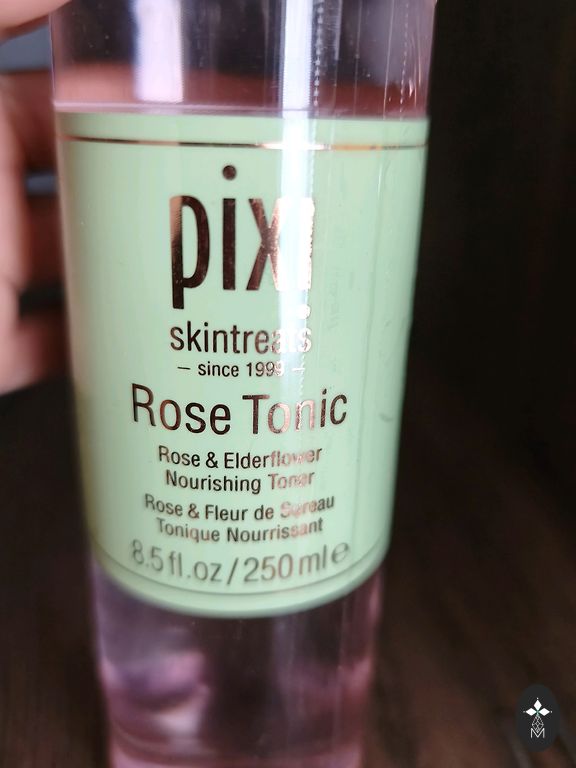 pixi
skintreats
– since 1999 –
Rose Tonic
Rose & Elderflower
Nourishing Toner
Rose & Fleur de Sureau
Tonique Nourrissant
8.5 fl.oz / 250 ml e
M